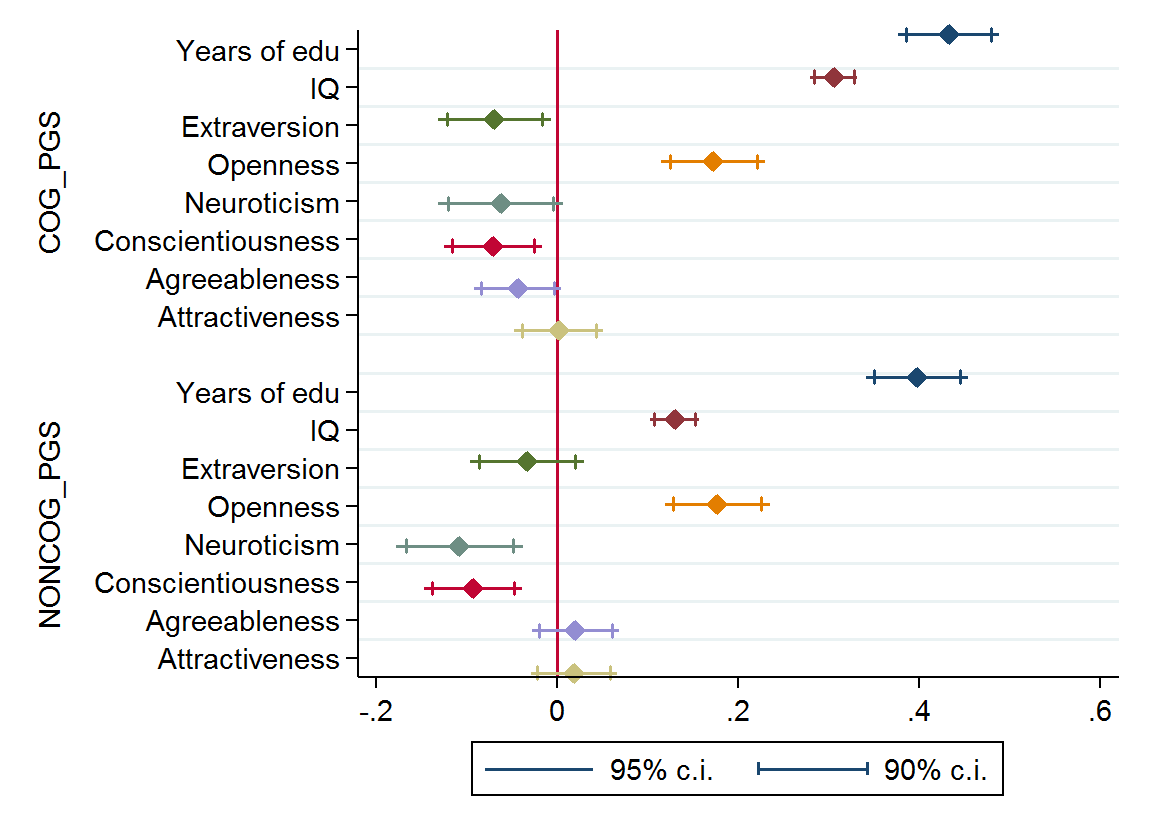 COG_PGS
Years of edu
IQ
Extraversion
Openness
Neuroticism
Conscientiousness
Agreeableness
Attractiveness
NONCOG_PGS
Years of edu
IQ
Extraversion
Openness
Neuroticism
Conscientiousness
Agreeableness
Attractiveness
-.2 0 .2 .4 .6
95% c.i. 90% c.i.